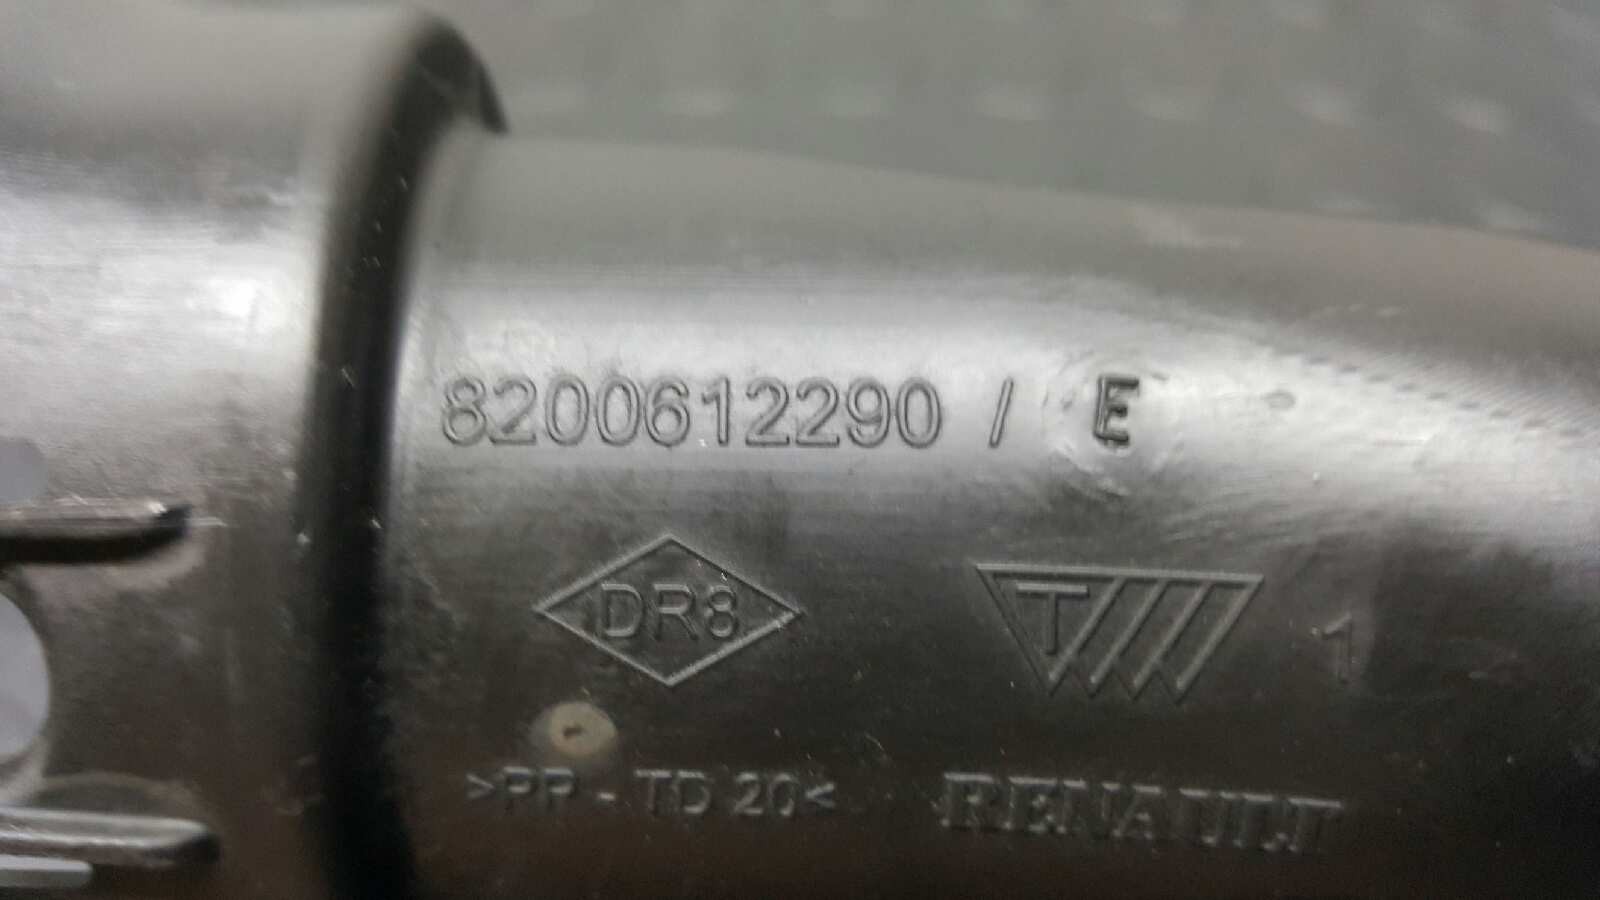 8200612290 / E
DR8
T
1
>PP - TD 20<
RENAULT